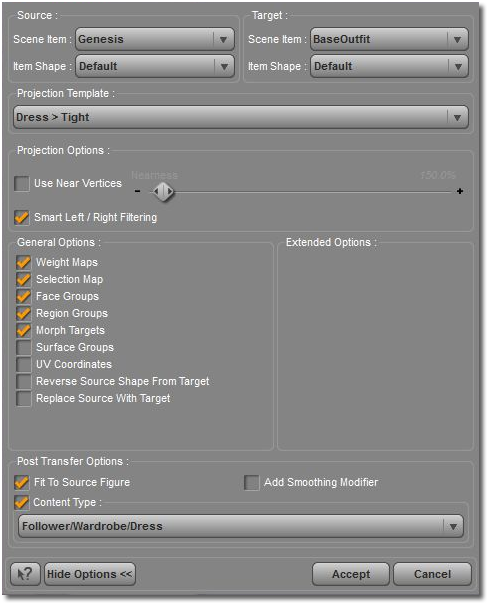 Source : Target :
Scene Item : Genesis Scene Item : BaseOutfit
Item Shape : Default Item Shape : Default
Projection Template :
Dress > Tight
Projection Options :
Nearness 150.0%
Use Near Vertices - +
Smart Left / Right Filtering
General Options : Extended Options :
Weight Maps
Selection Map
Face Groups
Region Groups
Morph Targets
Surface Groups
UV Coordinates
Reverse Source Shape From Target
Replace Source With Target
Post Transfer Options :
Fit To Source Figure Add Smoothing Modifier
Content Type :
Follower/Wardrobe/Dress
? Hide Options << Accept Cancel